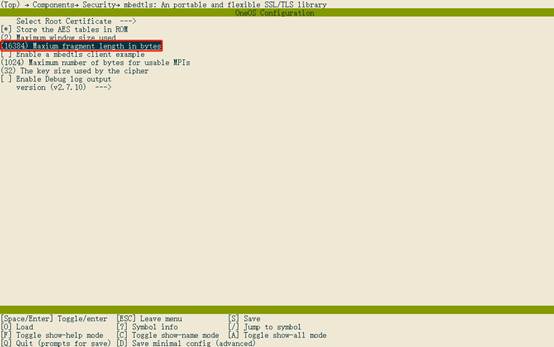 (Top) → Components→ Security→ mbedtls: An portable and flexible SSL/TLS library
OneOS Configuration
Select Root Certificate --->
[*] Store the AES tables in ROM
(2) Maximum window size used
(16384) Maxium fragment length in bytes
[ ] Enable a mbedtls client example
(1024) Maximum number of bytes for usable MPIs
(32) The key size used by the cipher
[ ] Enable Debug log output
version (v2.7.10) --->
[Space/Enter] Toggle/enter [ESC] Leave menu [S] Save
[O] Load [?] Symbol info [/] Jump to symbol
[F] Toggle show-help mode [C] Toggle show-name mode [A] Toggle show-all mode
[Q] Quit (prompts for save) [D] Save minimal config (advanced)